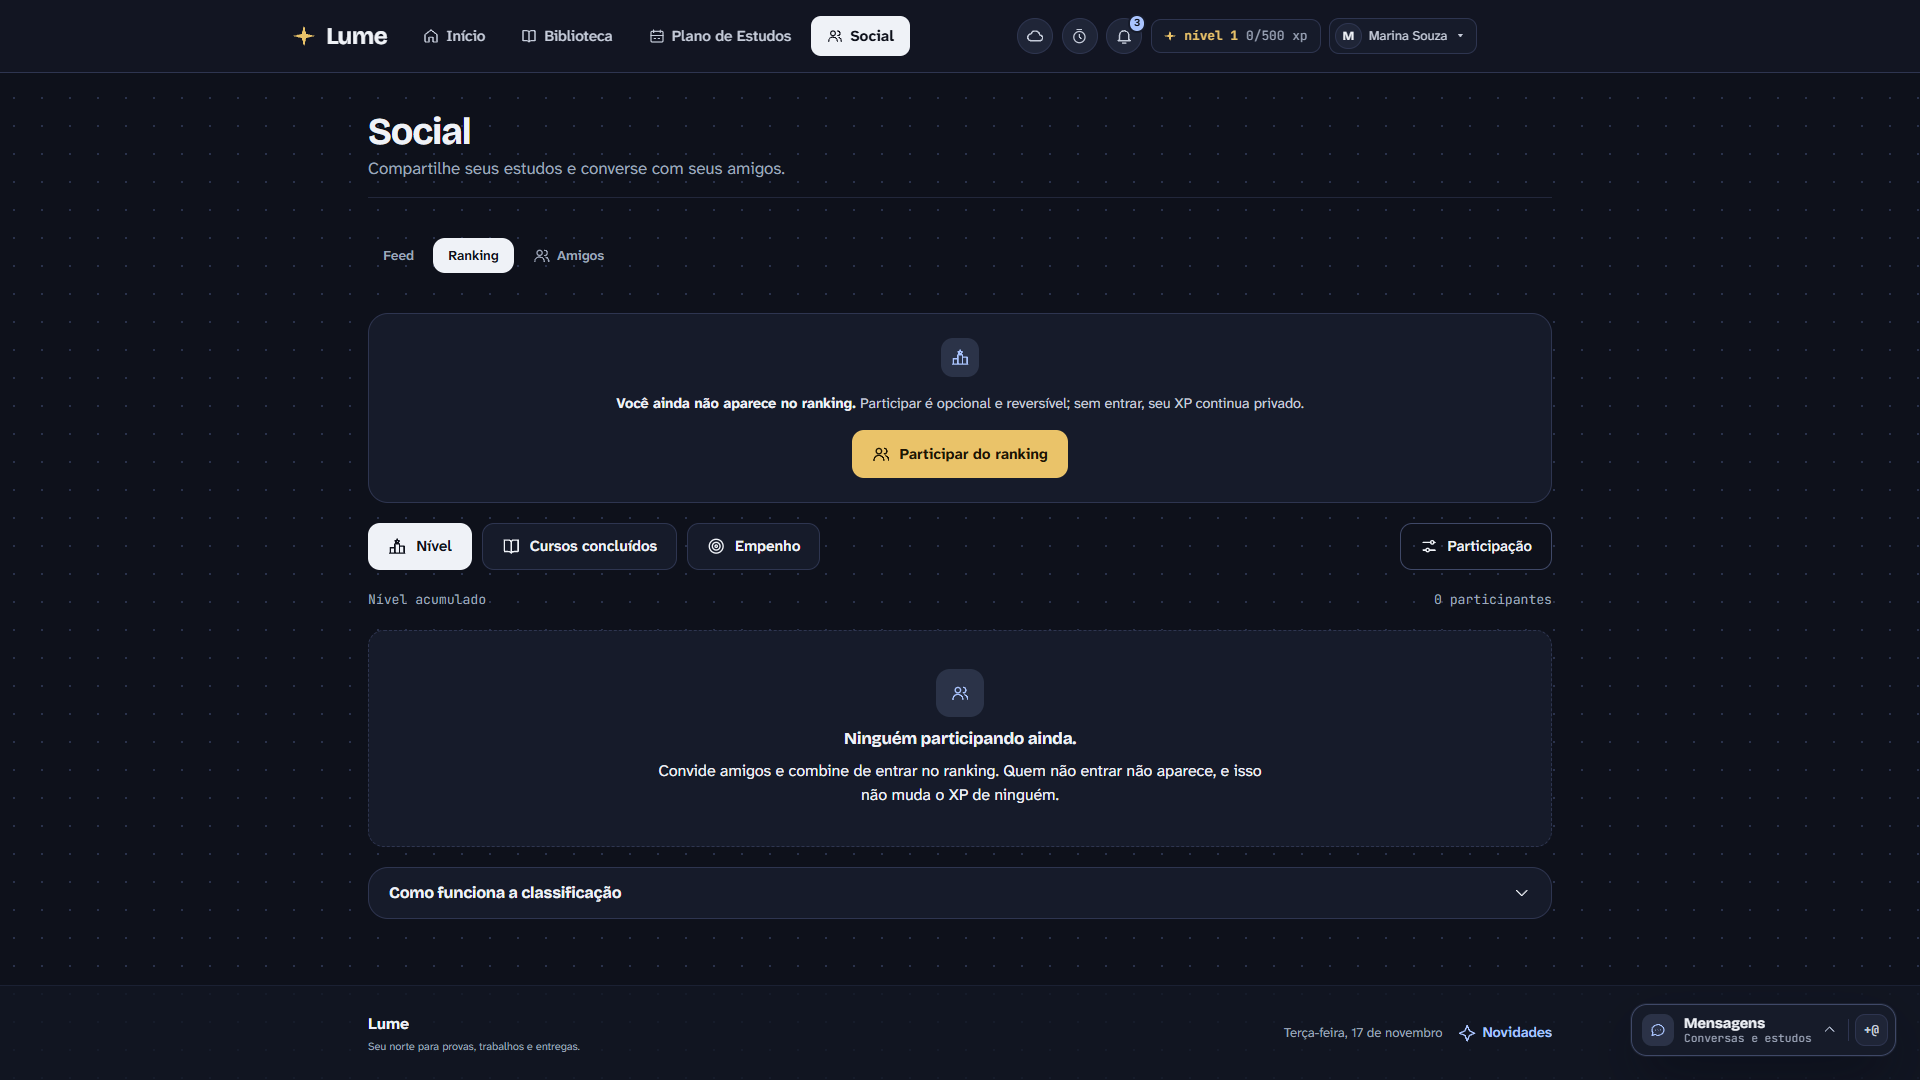 Lume
Início
Biblioteca
Plano de Estudos
Social
3
nível 1 0/500 xp
M
Marina Souza
Social
Compartilhe seus estudos e converse com seus amigos.
Feed
Ranking
Amigos
Você ainda não aparece no ranking. Participar é opcional e reversível; sem entrar, seu XP continua privado.
Participar do ranking
Nível
Cursos concluídos
Empenho
Participação
Nível acumulado
0 participantes
Ninguém participando ainda.
Convide amigos e combine de entrar no ranking. Quem não entrar não aparece, e isso
não muda o XP de ninguém.
Como funciona a classificação
Lume
Seu norte para provas, trabalhos e entregas.
Terça-feira, 17 de novembro
Novidades
Mensagens
Conversas e estudos
+@